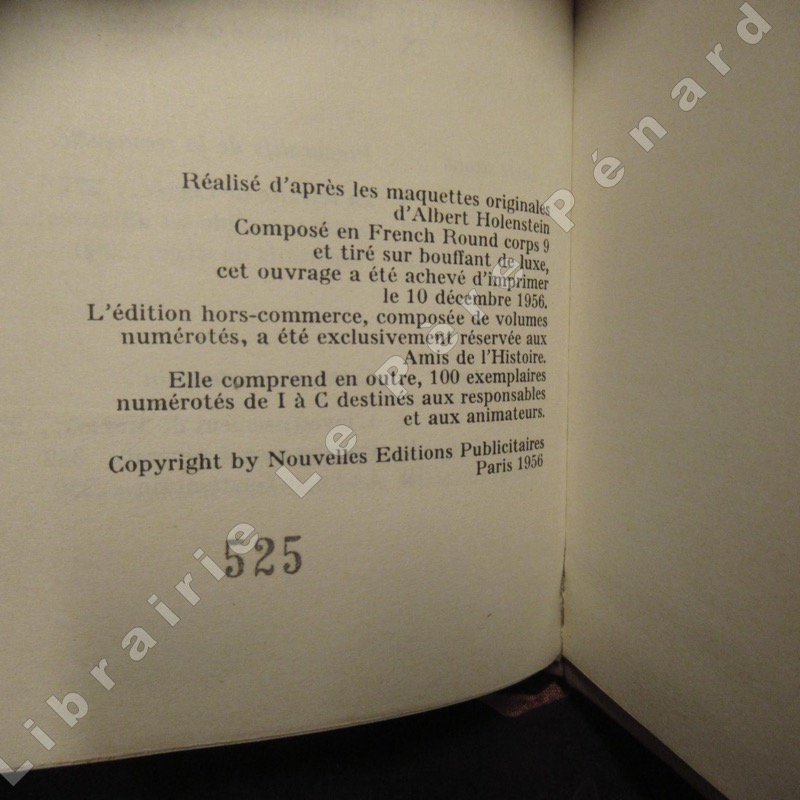 Réalisé d'après les maquettes originales
d'Albert Holenstein
Composé en French Round corps 9
et tiré sur bouffant de luxe,
cet ouvrage a été achevé d'imprimer
le 10 décembre 1956.
L'édition hors-commerce, composée de volumes
numérotés, a été exclusivement réservée aux
Amis de l'Histoire.
Elle comprend en outre, 100 exemplaires
numérotés de I à C destinés aux responsables
et aux animateurs.
Copyright by Nouvelles Editions Publicitaires
Paris 1956
525
Librairie Le Père Pénard